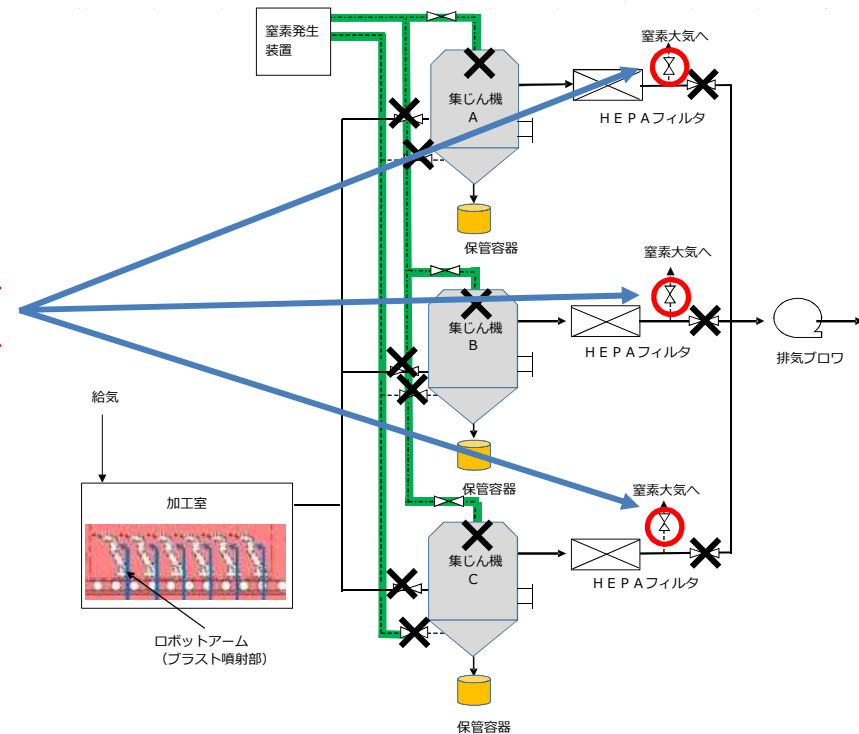 窒素発生
装置
窒素大気へ
集じん機
A
HEPAフィルタ
保管容器
窒素大気へ
集じん機
B
HEPAフィルタ
排気ブロワ
給気
保管容器
窒素大気へ
加工室
集じん機
C
HEPAフィルタ
ロボットアーム
（ブラスト噴射部）
保管容器